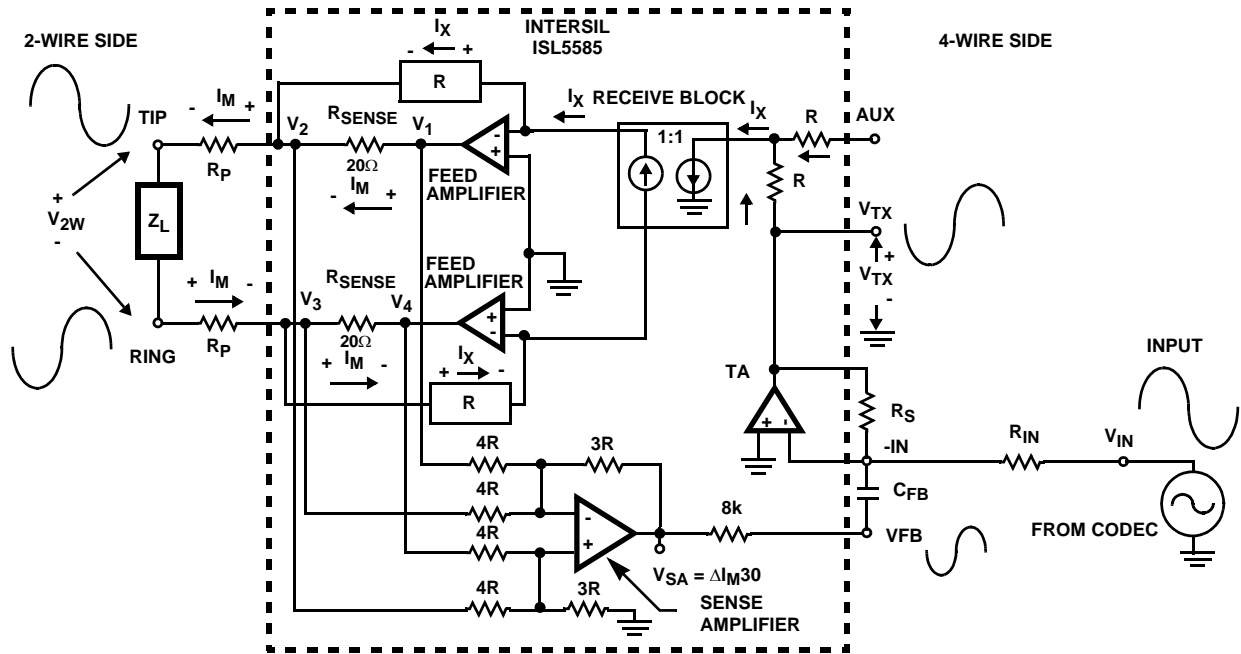 2-WIRE SIDE
INTERSIL
ISL5585
4-WIRE SIDE
IX
- +
R
IM
- +
TIP
RP
V2
RSENSE
20Ω
V1
IM
- +
FEED
AMPLIFIER
-
+
IX
RECEIVE BLOCK
1:1
IX
R
AUX
R
VTX
+
VTX
-
+
V2W
-
ZL
IM
+ -
RP
RING
V3
RSENSE
20Ω
V4
IM
+ -
FEED
AMPLIFIER
+
-
IX
+ -
R
TA
+ -
RS
-IN
CFB
VFB
RIN
VIN
INPUT
FROM CODEC
4R
3R
4R
4R
4R
3R
-
+
8k
VSA = ΔIM30
SENSE
AMPLIFIER